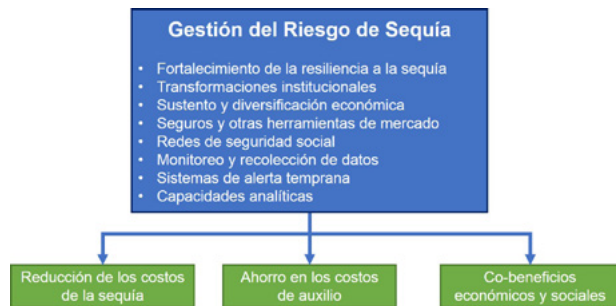 Gestión del Riesgo de Sequía
• Fortalecimiento de la resiliencia a la sequía
• Transformaciones institucionales
• Sustento y diversificación económica
• Seguros y otras herramientas de mercado
• Redes de seguridad social
• Monitoreo y recolección de datos
• Sistemas de alerta temprana
• Capacidades analíticas
Reducción de los costos
de la sequía
Ahorro en los costos
de auxilio
Co-beneficios
económicos y sociales